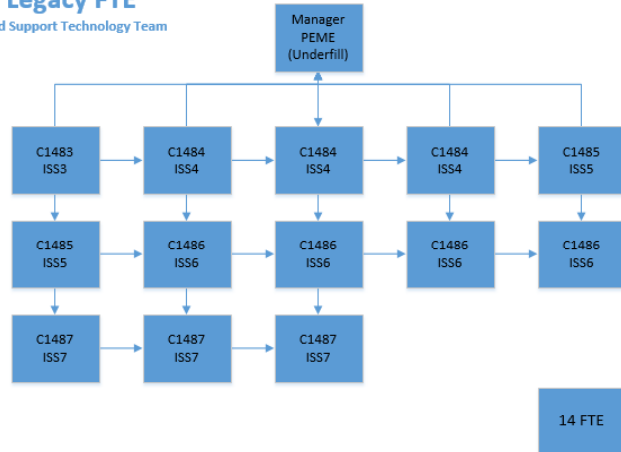 Legacy FTE
d Support Technology Team
Manager
PEME
(Underfill)
C1483
ISS3
C1484
ISS4
C1484
ISS4
C1484
ISS4
C1485
ISS5
C1485
ISS5
C1486
ISS6
C1486
ISS6
C1486
ISS6
C1486
ISS6
C1487
ISS7
C1487
ISS7
C1487
ISS7
14 FTE